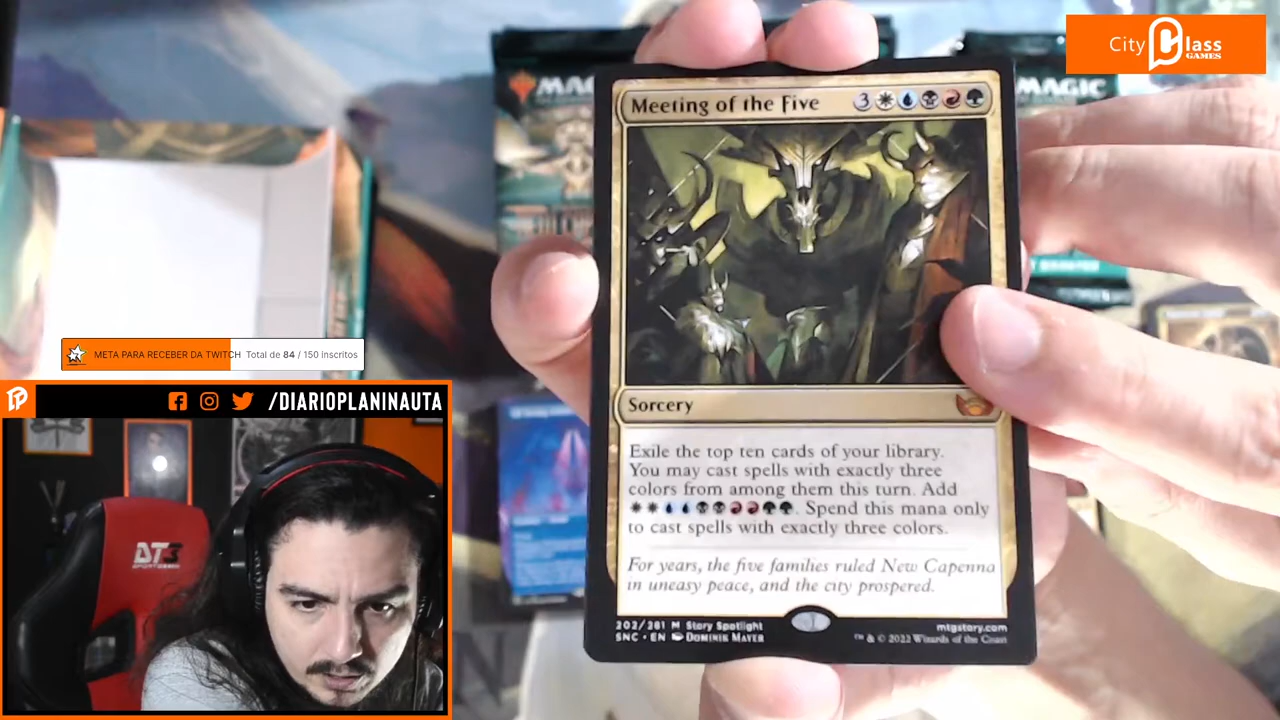 City Class
GAMES
MAGIC
Meeting of the Five 3
Sorcery
Exile the top ten cards of your library.
You may cast spells with exactly three
colors from among them this turn. Add
. Spend this mana only
to cast spells with exactly three colors.
For years, the five families ruled New Capenna
in uneasy peace, and the city prospered.
202/281 M Story Spotlight
SNC • EN Dominik Mayer
mtgstory.com
™ & © 2022 Wizards of the Coast
META PARA RECEBER DA TWITCH Total de 84 / 150 inscritos
/DIARIOPLANINAUTA
DT3